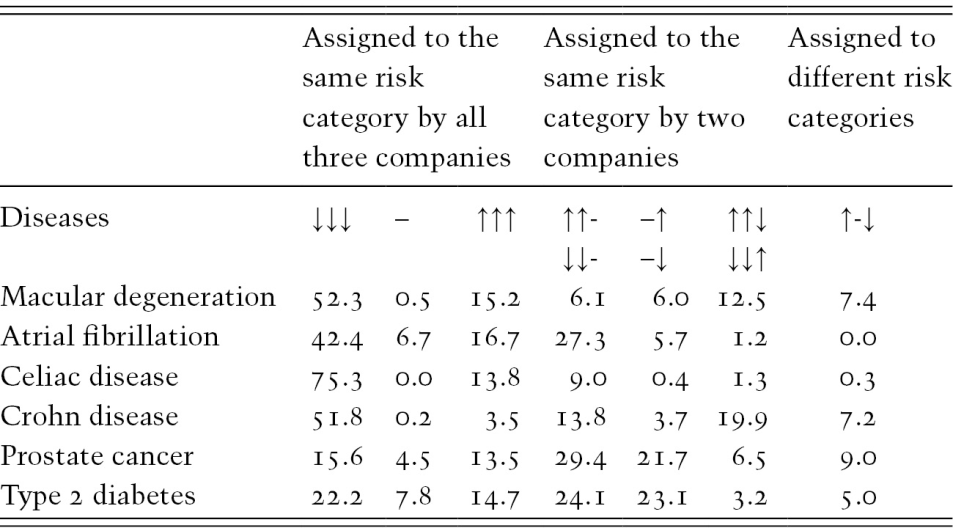 Assigned to the Assigned to the Assigned to
same risk same risk different risk
category by all category by two categories
three companies companies
Diseases ↓↓↓ – ↑↑↑ ↑↑- –↑ ↑↑↓ ↑-↓
↓↓- –↓ ↓↓↑
Macular degeneration 52.3 0.5 15.2 6.1 6.0 12.5 7.4
Atrial fibrillation 42.4 6.7 16.7 27.3 5.7 1.2 0.0
Celiac disease 75.3 0.0 13.8 9.0 0.4 1.3 0.3
Crohn disease 51.8 0.2 3.5 13.8 3.7 19.9 7.2
Prostate cancer 15.6 4.5 13.5 29.4 21.7 6.5 9.0
Type 2 diabetes 22.2 7.8 14.7 24.1 23.1 3.2 5.0